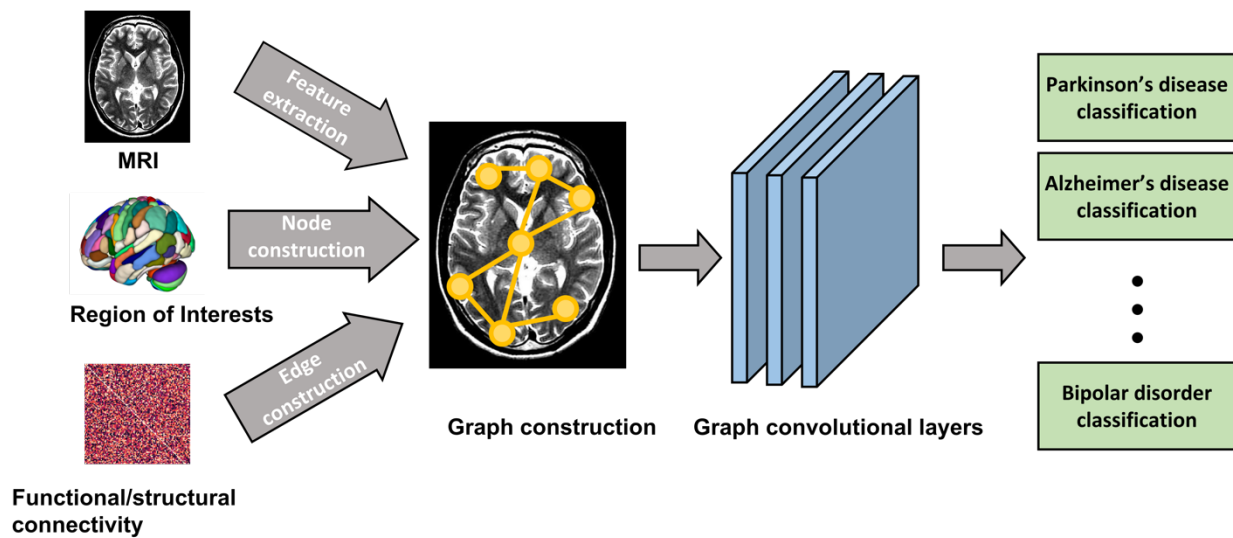 Feature
extraction
MRI
Node
construction
Region of Interests
Edge
construction
Functional/structural
connectivity
Graph construction
Graph convolutional layers
Parkinson's disease
classification
Alzheimer's disease
classification
Bipolar disorder
classification